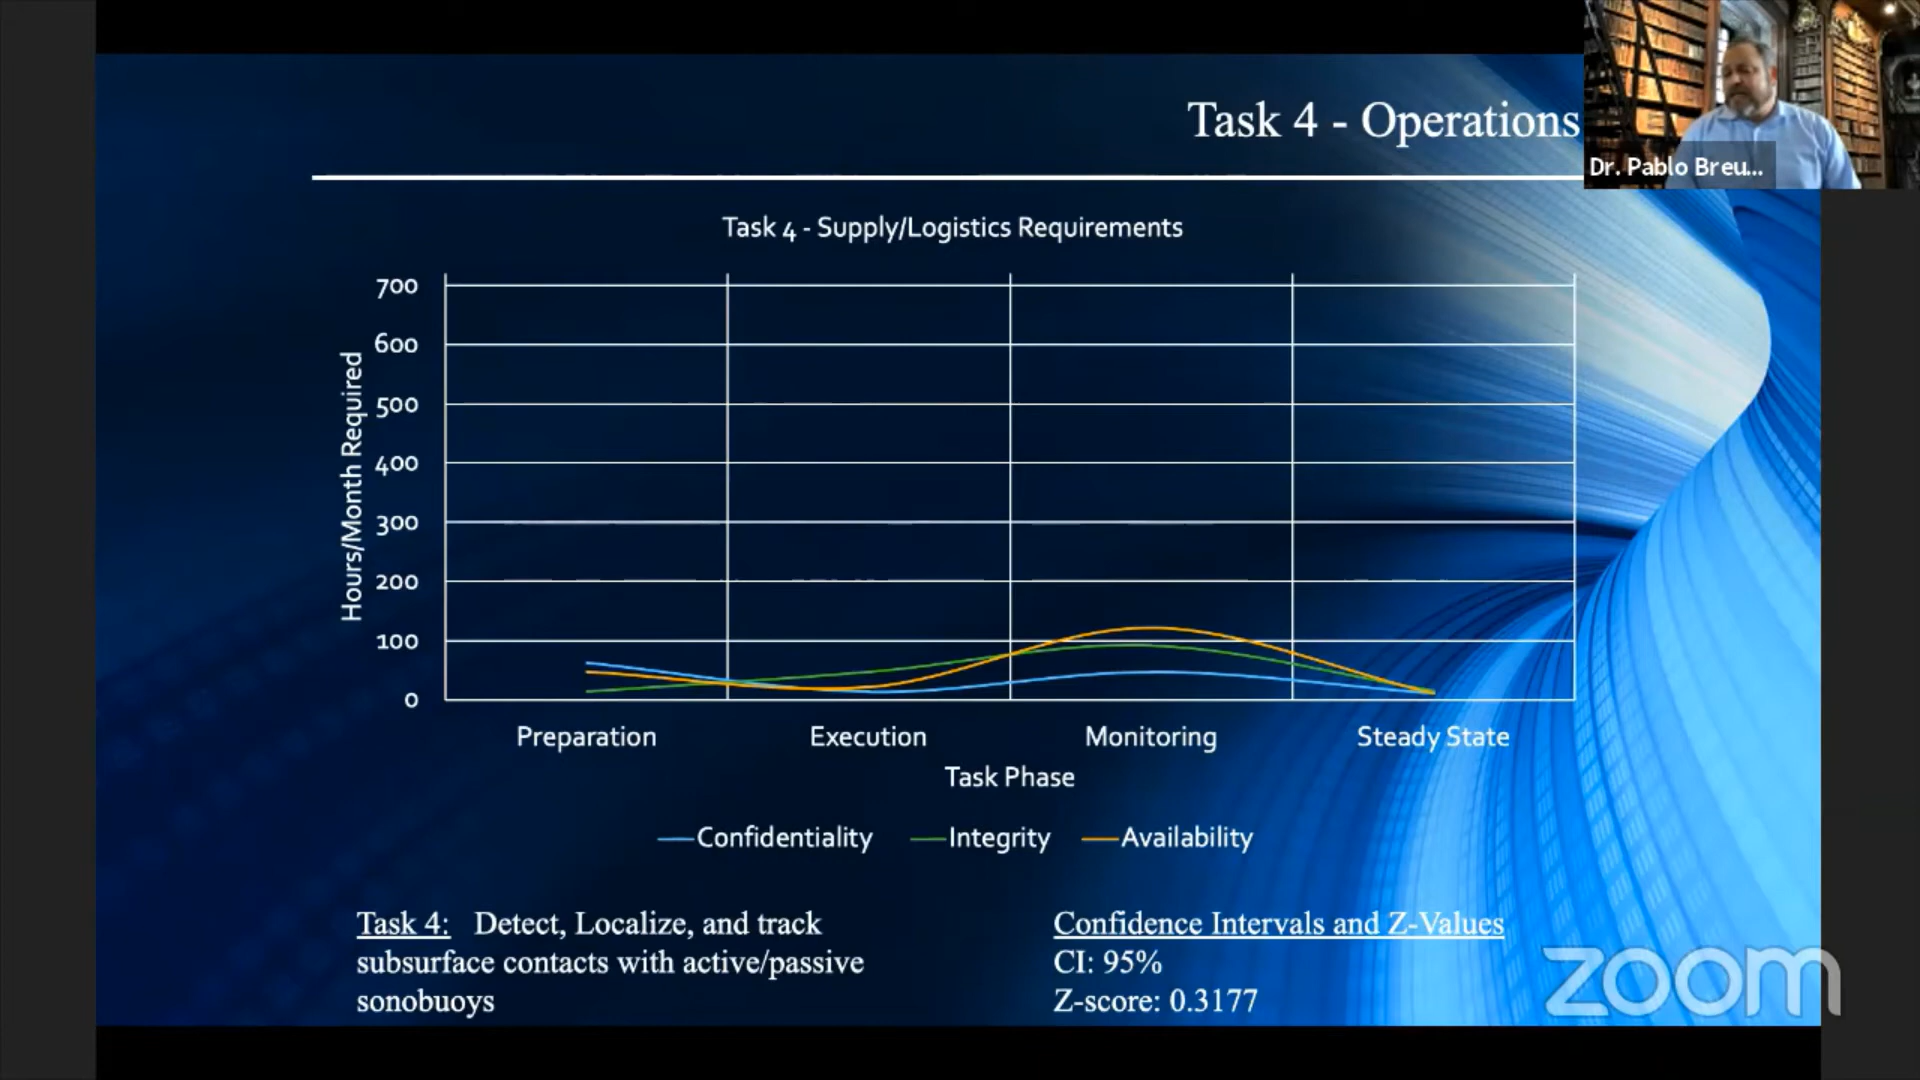 Task 4 - Operations
Dr. Pablo Breu...
Task 4 - Supply/Logistics Requirements
700
600
500
400
300
200
100
0
Hours/Month Required
Preparation
Execution
Monitoring
Steady State
Task Phase
Confidentiality
Integrity
Availability
Task 4: Detect, Localize, and track
subsurface contacts with active/passive
sonobuoys
Confidence Intervals and Z-Values
CI: 95%
Z-score: 0.3177
zoom